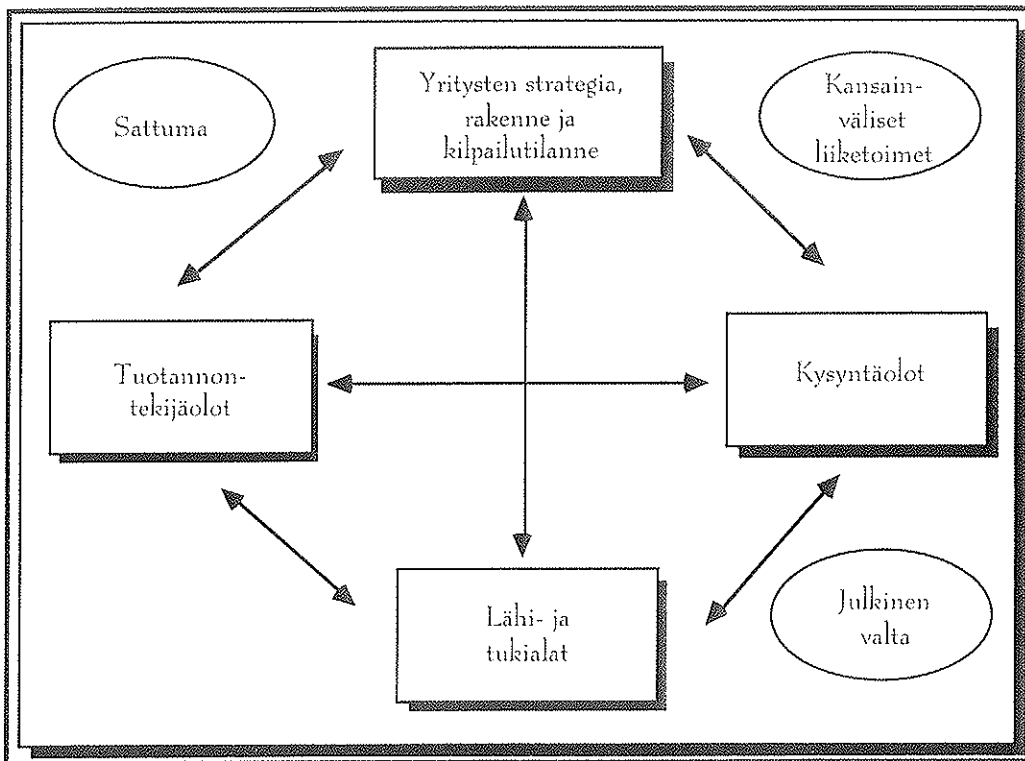 Sattuma
Yritysten strategia,
rakenne ja
kilpailutilanne
Kansain-
väliset
liiketoimet
Tuotannon-
tekijäolot
Kysyntäolot
Lähi- ja
tukialat
Julkinen
valta